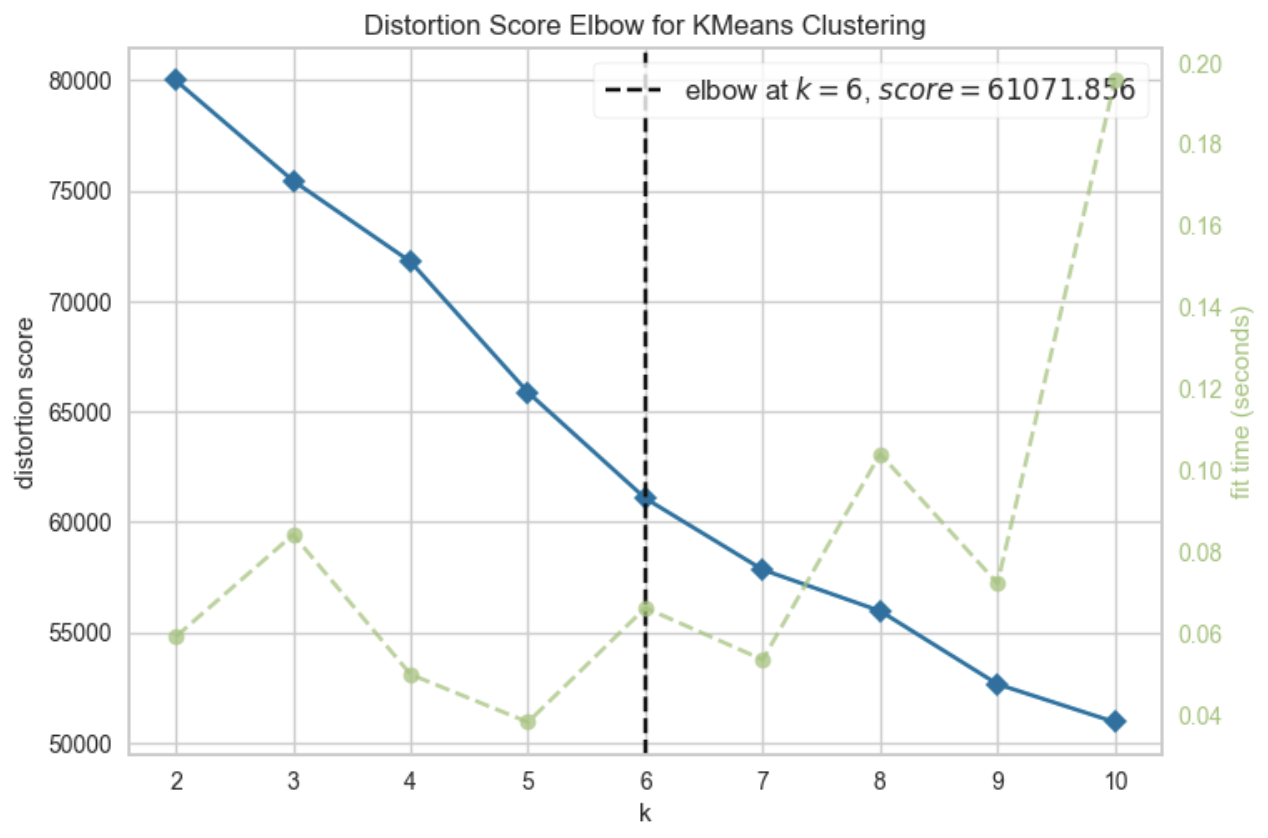 Distortion Score Elbow for KMeans Clustering
elbow at k = 6, score = 61071.856
distortion score
80000
75000
70000
65000
60000
55000
50000
0.20
0.18
0.16
0.14
0.12
0.10
0.08
0.06
0.04
fit time (seconds)
2 3 4 5 6 7 8 9 10
k